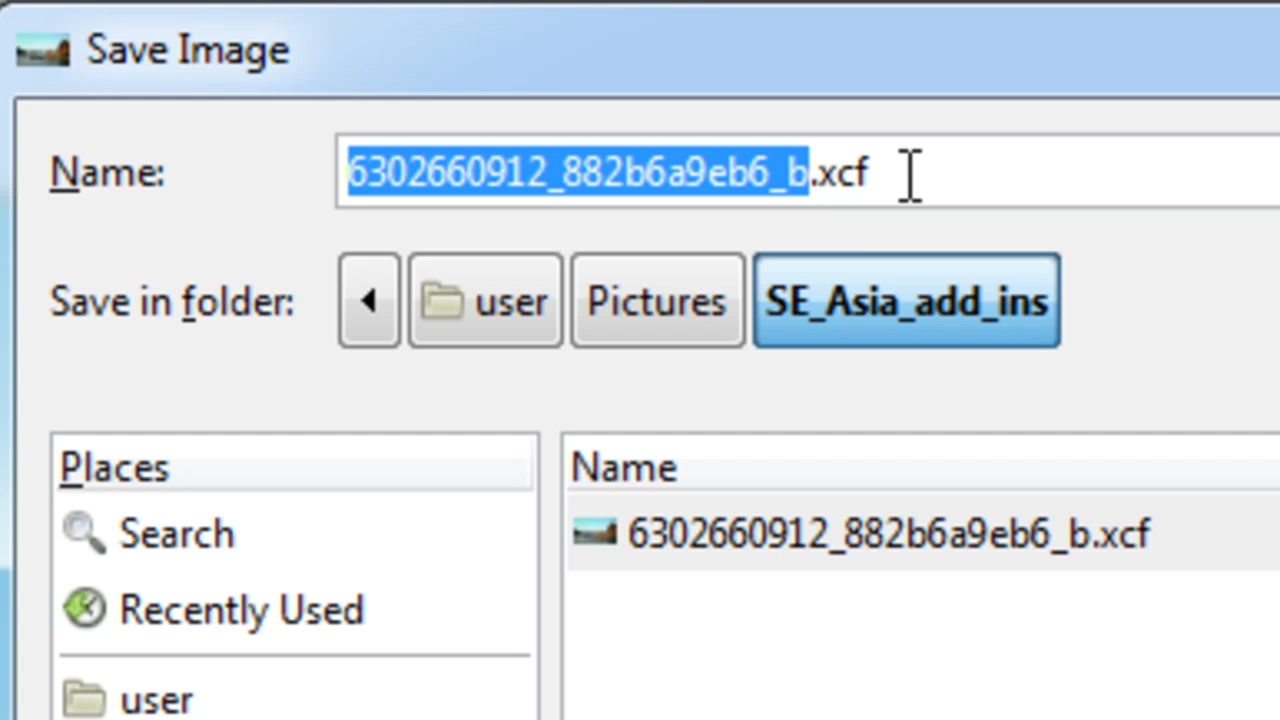 Save Image
Name: 6302660912_882b6a9eb6_b.xcf
Save in folder: user Pictures SE_Asia_add_ins
Places
Search
Recently Used
user
Name
6302660912_882b6a9eb6_b.xcf